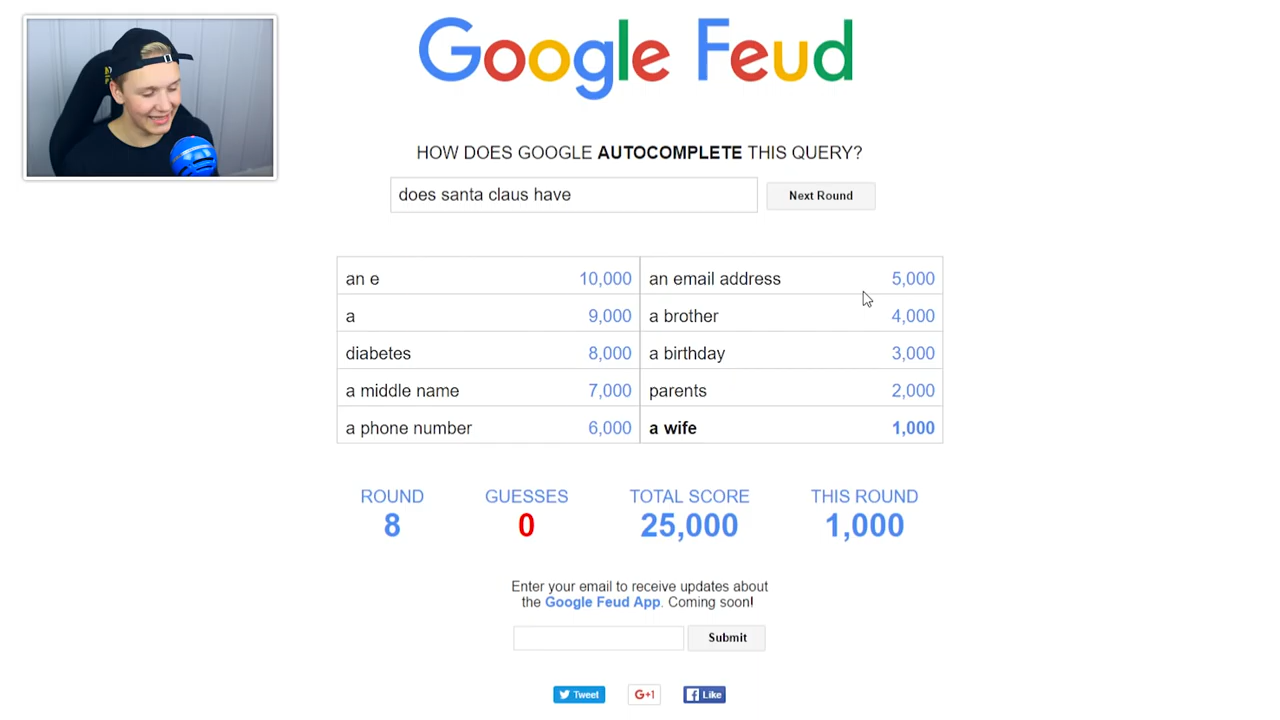 Google Feud
HOW DOES GOOGLE AUTOCOMPLETE THIS QUERY?
does santa claus have
Next Round
an e 10,000
an email address 5,000
a 9,000
a brother 4,000
diabetes 8,000
a birthday 3,000
a middle name 7,000
parents 2,000
a phone number 6,000
a wife 1,000
ROUND GUESSES TOTAL SCORE THIS ROUND
8 0 25,000 1,000
Enter your email to receive updates about
the Google Feud App. Coming soon!
Submit
Tweet G+1 Like